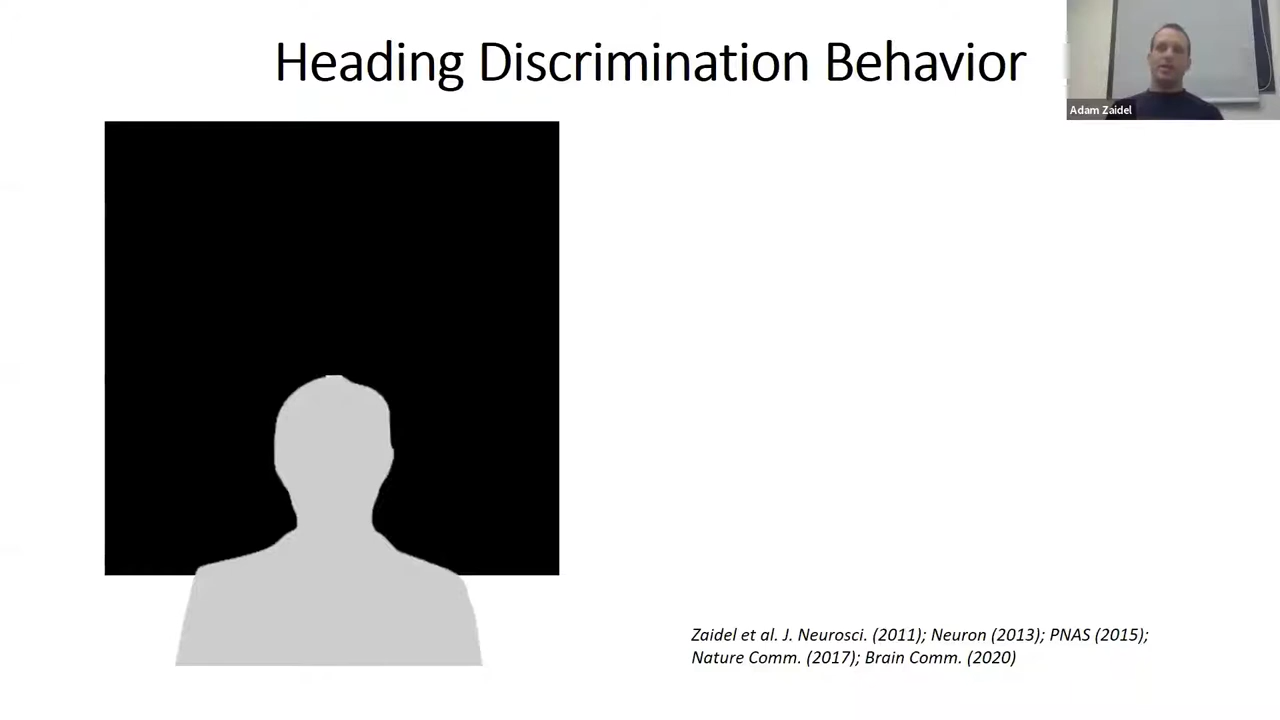 Heading Discrimination Behavior
Adam Zaidel
Zaidel et al. J. Neurosci. (2011); Neuron (2013); PNAS (2015);
Nature Comm. (2017); Brain Comm. (2020)